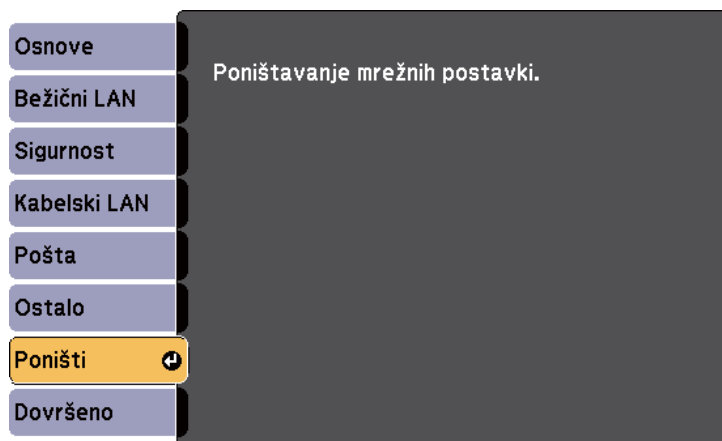 Osnove
Bežični LAN
Sigurnost
Kabelski LAN
Pošta
Ostalo
Poništi
Dovršeno
Poništavanje mrežnih postavki.